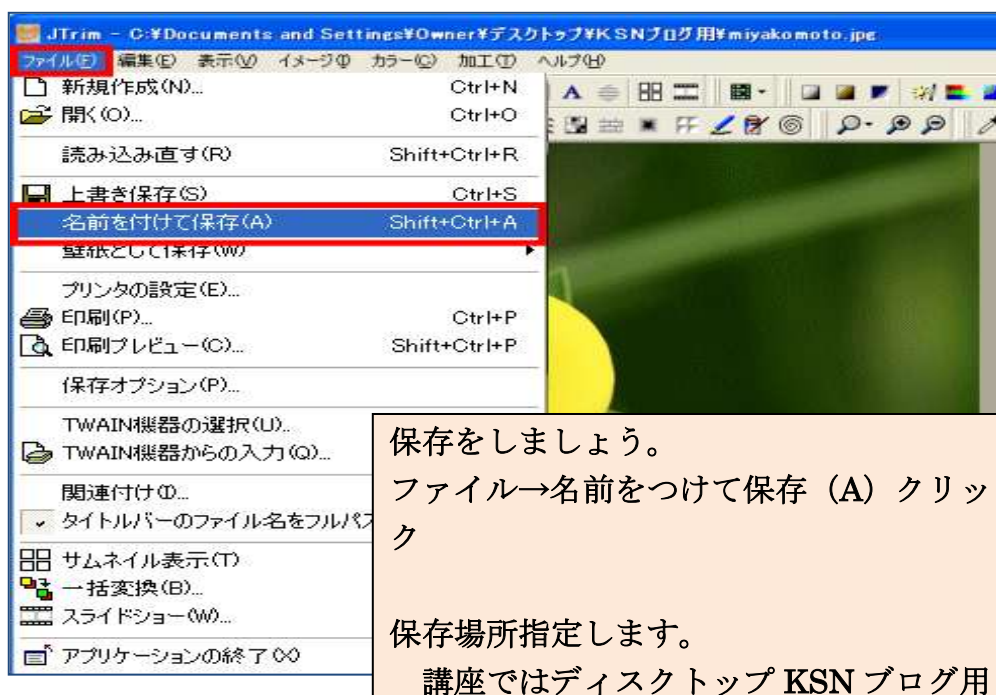 JTrim - C:¥Documents and Settings¥Owner¥デスクトップ¥KSNブログ用¥miyakomoto.jpg
ファイル(F) 編集(E) 表示(V) イメージ(I) カラー(C) 加工(T) ヘルプ(H)
新規作成(N)... Ctrl+N
開く(O)... Ctrl+O
読み込み直す(R) Shift+Ctrl+R
上書き保存(S) Ctrl+S
名前を付けて保存(A) Shift+Ctrl+A
壁紙として保存(W)
プリンタの設定(E)...
印刷(P)... Ctrl+P
印刷プレビュー(C)... Shift+Ctrl+P
保存オプション(P)...
TWAIN機器の選択(U)...
TWAIN機器からの入力(Q)...
関連付け(I)...
タイトルバーのファイル名をフルパス
サムネイル表示(T)
一括変換(B)...
スライドショー(W)...
アプリケーションの終了(X)
保存をしましょう。
ファイル→名前をつけて保存（A）クリッ
ク
保存場所指定します。
講座ではディスクトップ KSN ブログ用